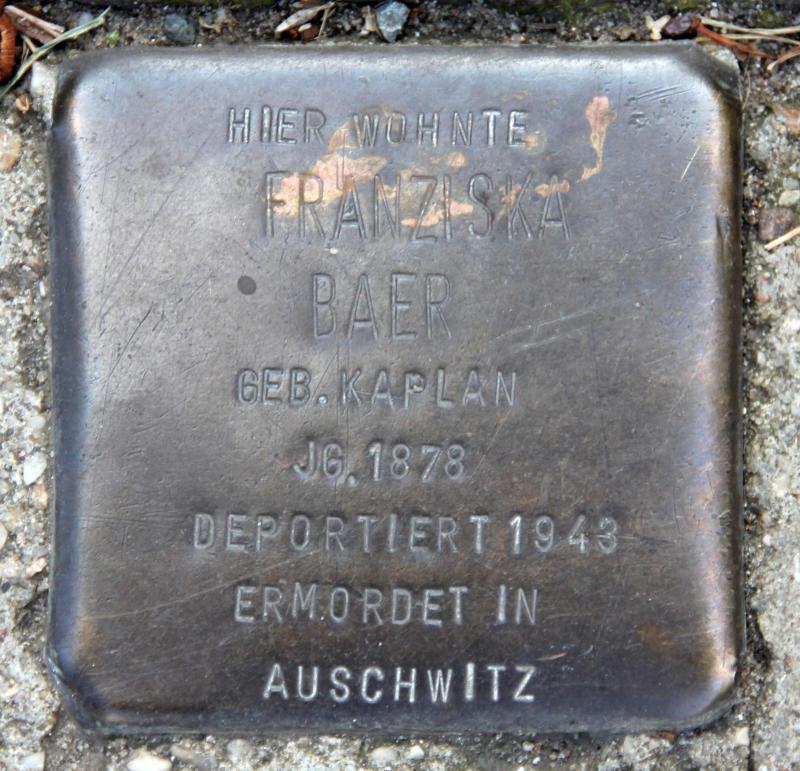 HIER WOHNTE
FRANZISKA
BAER
GEB. KAPLAN
JG. 1878
DEPORTIERT 1943
ERMORDET IN
AUSCHWITZ